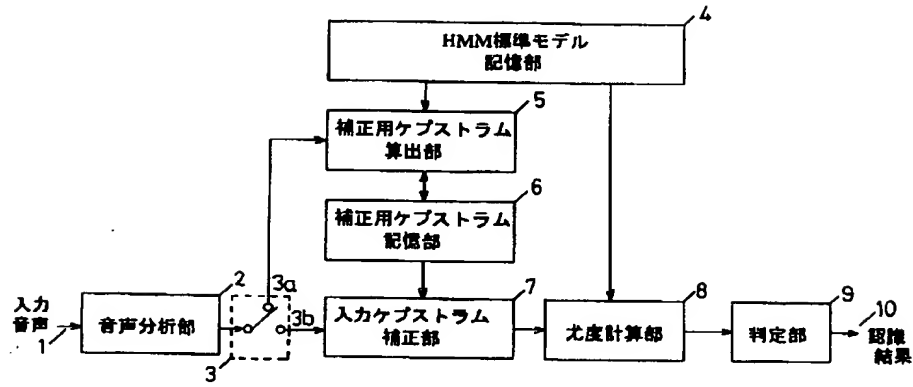 4
HMM標準モデル
記憶部
5
補正用ケプストラム
算出部
6
補正用ケプストラム
記憶部
入力
音声
1
2
音声分析部
3a
3b
3
7
入力ケプストラム
補正部
8
尤度計算部
9
判定部
10
認識
結果